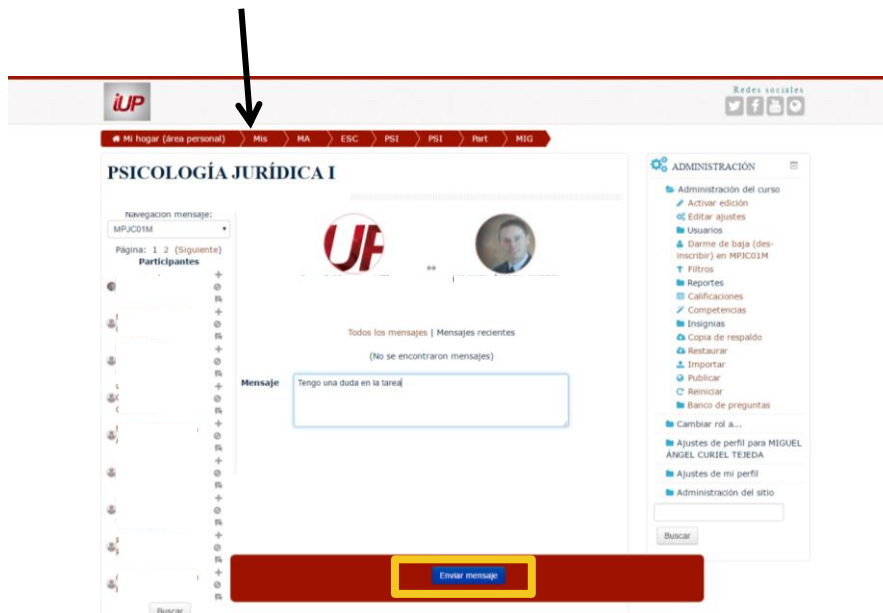 iUP
Redes sociales
Mi hogar (área personal) Mis MA ESC PSI PSI Part MIG
PSICOLOGÍA JURÍDICA I
Navegacion mensaje:
MPJC01M
Página: 1 2 (Siguiente)
Participantes
UP
Todos los mensajes | Mensajes recientes
(No se encontraron mensajes)
Mensaje
Tengo una duda en la tarea
Enviar mensaje
Buscar
ADMINISTRACIÓN
Administración del curso
Activar edición
Editar ajustes
Usuarios
Darme de baja (des-
inscribir) en MPJC01M
Filtros
Reportes
Calificaciones
Competencias
Insignias
Copia de respaldo
Restaurar
Importar
Publicar
Reiniciar
Banco de preguntas
Cambiar rol a...
Ajustes de perfil para MIGUEL
ÁNGEL CURIEL TEJEDA
Ajustes de mi perfil
Administración del sitio
Buscar